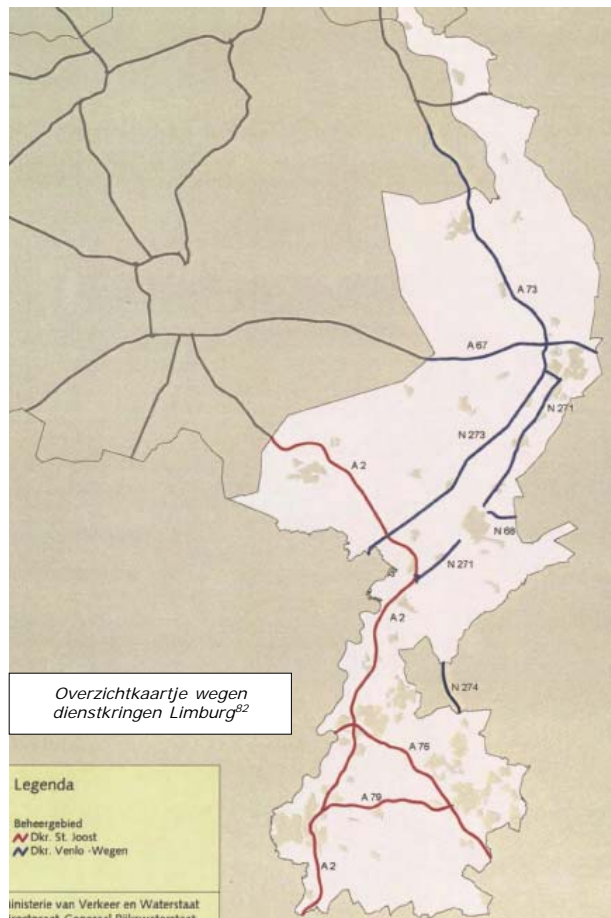 A 73
A 67
N 271
N 273
A 2
N 68
N 271
A 2
N 274
Overzichtkaartje wegen
dienstkringen Limburg82
A 76
Legenda
A 79
Beheergebied
Dkr. St. Joost
Dkr. Venlo -Wegen
A 2
inisterie van Verkeer en Waterstaat